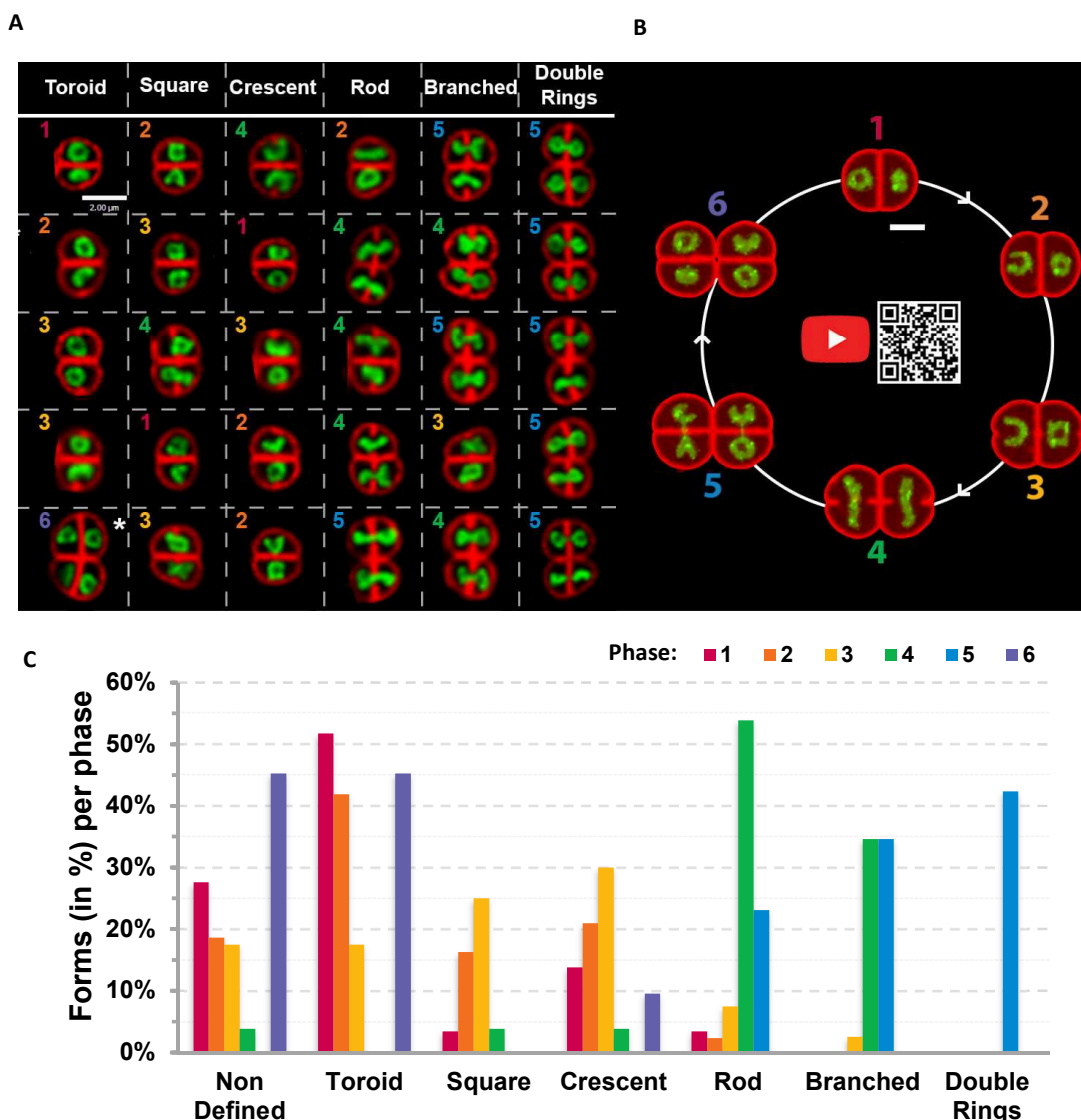 A
B
Toroid Square Crescent Rod Branched Double Rings
1 2 4 2 5 5
2.00 µm
2 3 1 4 4 5
3 4 3 4 5 5
3 1 2 4 3 5
6 * 3 2 5 4 5
1
2
3
4
5
6
C
Phase: 1 2 3 4 5 6
Forms (in %) per phase
60%
50%
40%
30%
20%
10%
0%
Non Defined Toroid Square Crescent Rod Branched Double Rings